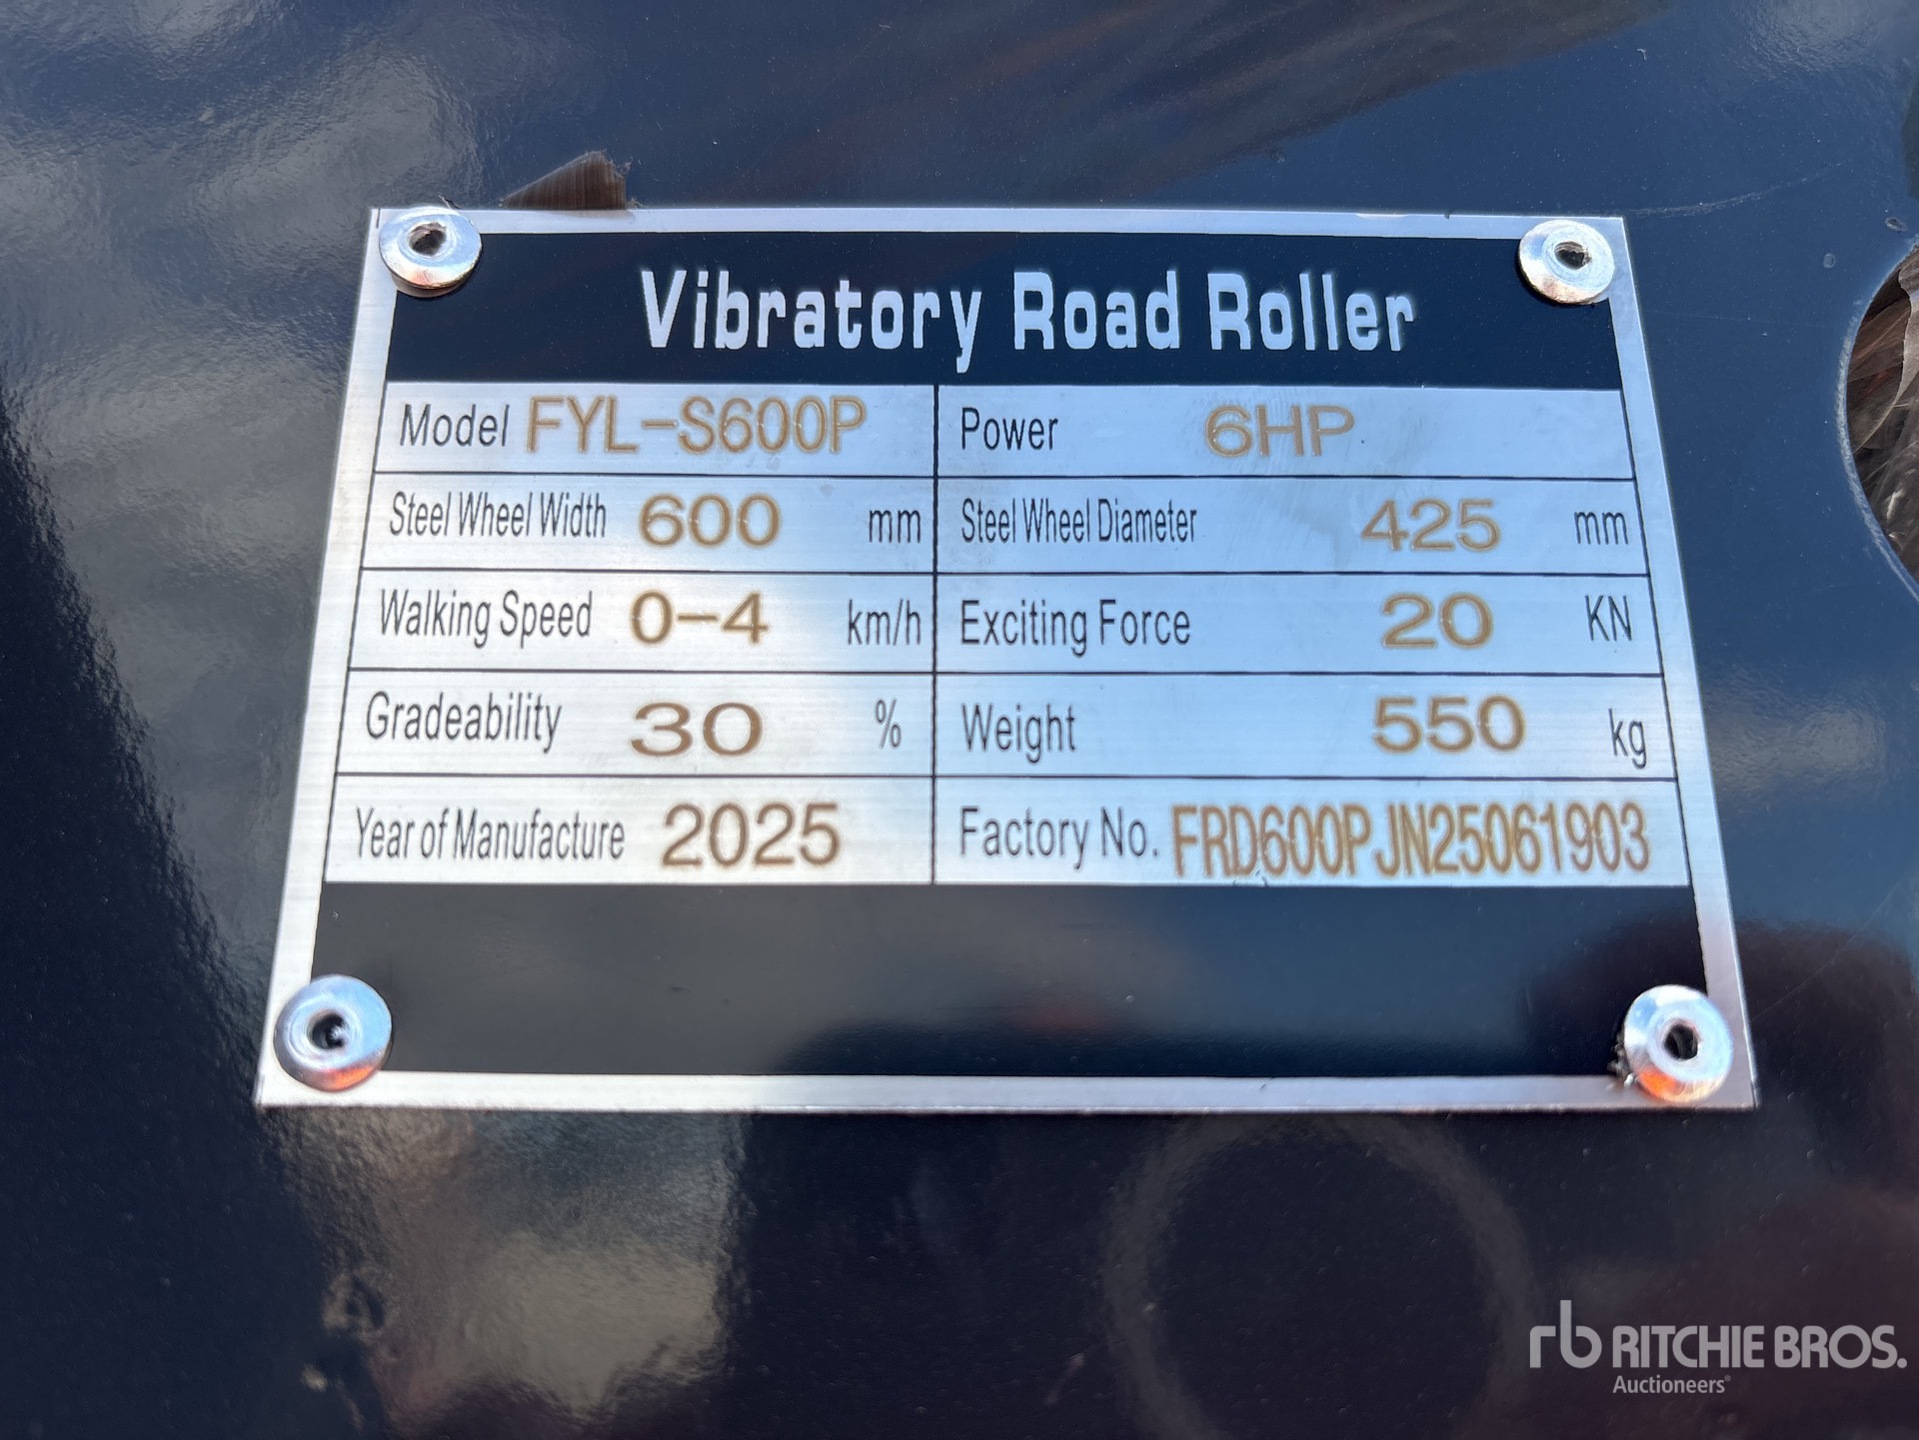 Vibratory Road Roller
Model FYL-S600P Power 6HP
Steel Wheel Width 600 mm Steel Wheel Diameter 425 mm
Walking Speed 0-4 km/h Exciting Force 20 KN
Gradeability 30 % Weight 550 kg
Year of Manufacture 2025 Factory No. FRD600PJN25061903
rb RITCHIE BROS.
Auctioneers®